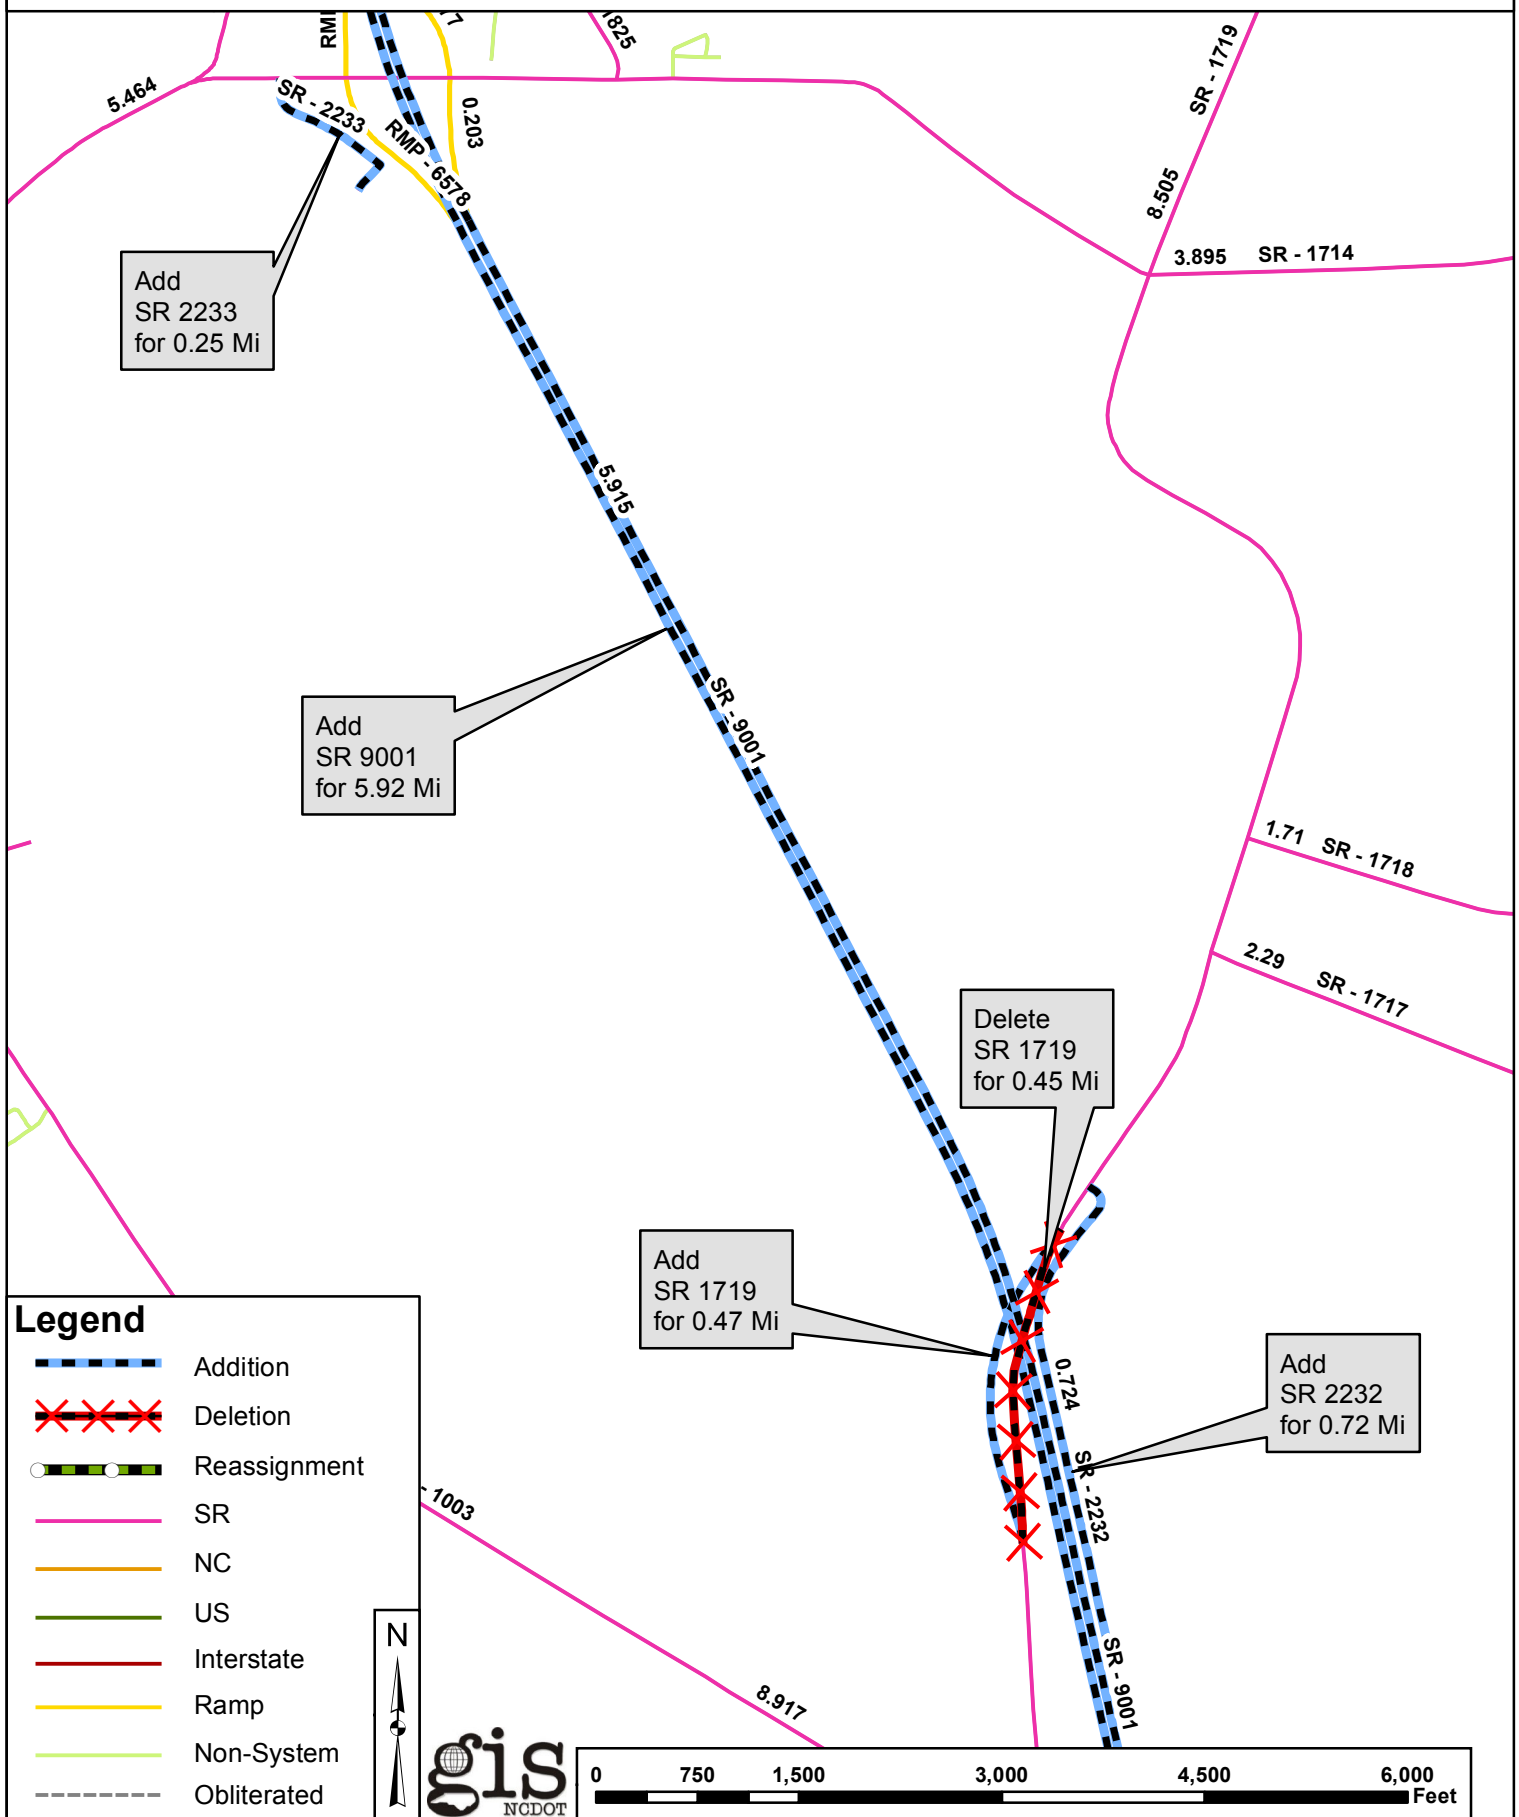 RMP
77
1825
SR - 1719
5.464
SR - 2233
0.203
RMP - 6578
8.505
3.895 SR - 1714
Add
SR 2233
for 0.25 Mi
5.915
Add
SR 9001
for 5.92 Mi
SR - 9001
1.71 SR - 1718
2.29 SR - 1717
Delete
SR 1719
for 0.45 Mi
Add
SR 1719
for 0.47 Mi
0.724
Add
SR 2232
for 0.72 Mi
SR - 2232
SR - 9001
- 1003
8.917
Legend
Addition
Deletion
Reassignment
SR
NC
US
Interstate
Ramp
Non-System
Obliterated
N
gis
NCDOT
0 750 1,500 3,000 4,500 6,000
Feet